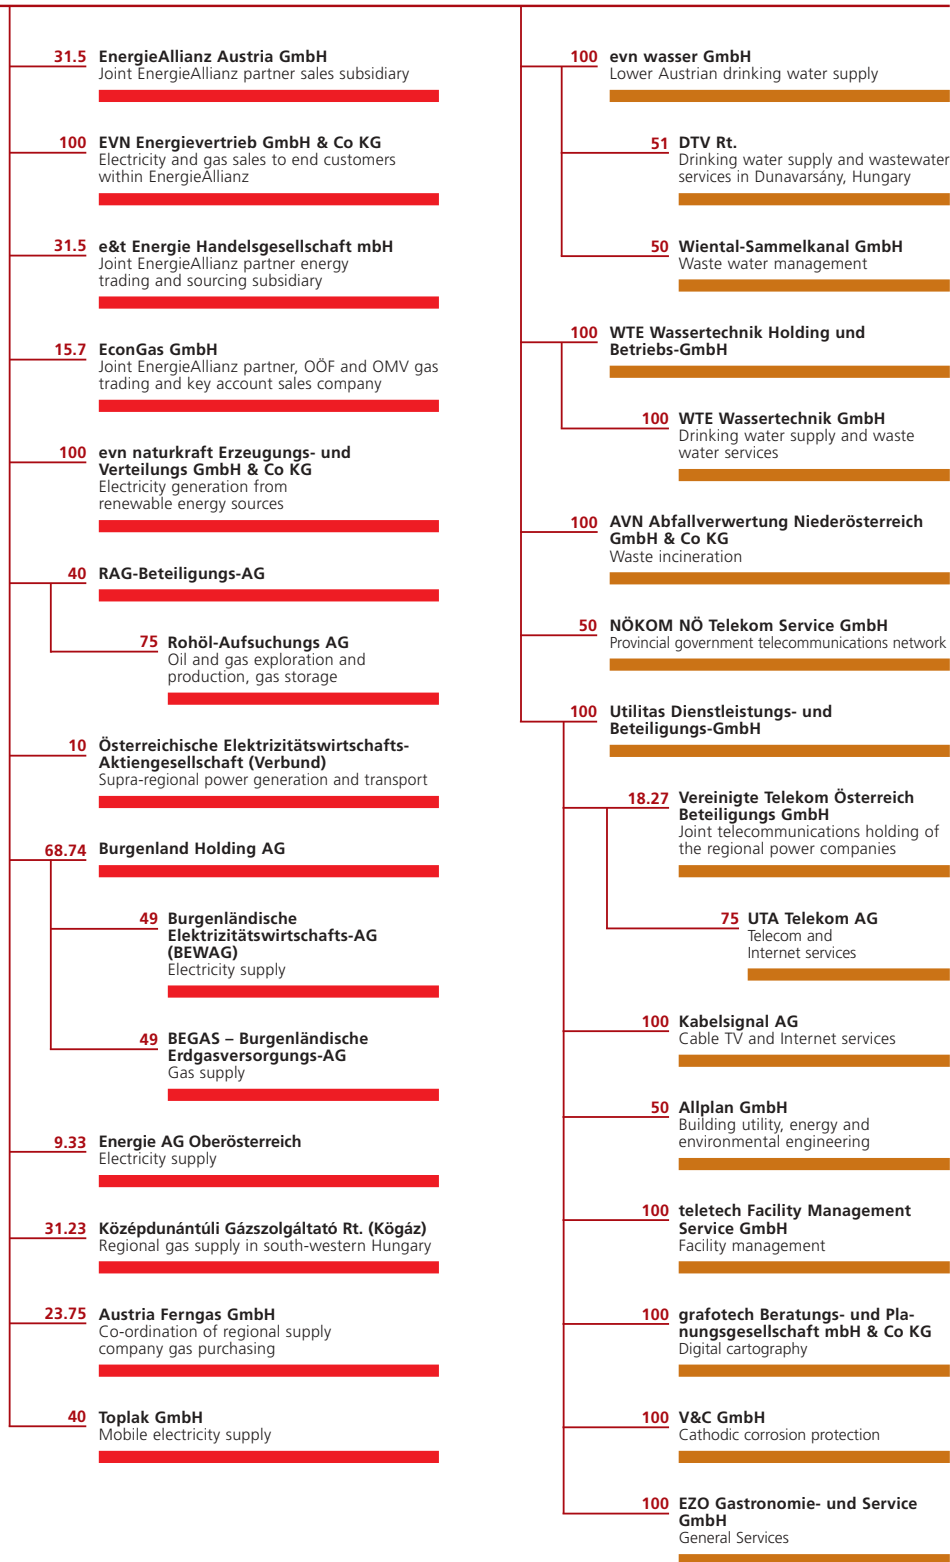 31.5 EnergieAllianz Austria GmbH
Joint EnergieAllianz partner sales subsidiary
100 EVN Energievertrieb GmbH & Co KG
Electricity and gas sales to end customers
within EnergieAllianz
31.5 e&t Energie Handelsgesellschaft mbH
Joint EnergieAllianz partner energy
trading and sourcing subsidiary
15.7 EconGas GmbH
Joint EnergieAllianz partner, OÖF and OMV gas
trading and key account sales company
100 evn naturkraft Erzeugungs- und
Verteilungs GmbH & Co KG
Electricity generation from
renewable energy sources
40 RAG-Beteiligungs-AG
75 Rohöl-Aufsuchungs AG
Oil and gas exploration and
production, gas storage
10 Österreichische Elektrizitätswirtschafts-
Aktiengesellschaft (Verbund)
Supra-regional power generation and transport
68.74 Burgenland Holding AG
49 Burgenländische
Elektrizitätswirtschafts-AG
(BEWAG)
Electricity supply
49 BEGAS – Burgenländische
Erdgasversorgungs-AG
Gas supply
9.33 Energie AG Oberösterreich
Electricity supply
31.23 Középdunántúli Gázszolgáltató Rt. (Kögáz)
Regional gas supply in south-western Hungary
23.75 Austria Ferngas GmbH
Co-ordination of regional supply
company gas purchasing
40 Toplak GmbH
Mobile electricity supply
100 evn wasser GmbH
Lower Austrian drinking water supply
51 DTV Rt.
Drinking water supply and wastewater
services in Dunavarsány, Hungary
50 Wiental-Sammelkanal GmbH
Waste water management
100 WTE Wassertechnik Holding und
Betriebs-GmbH
100 WTE Wassertechnik GmbH
Drinking water supply and waste
water services
100 AVN Abfallverwertung Niederösterreich
GmbH & Co KG
Waste incineration
50 NÖKOM NÖ Telekom Service GmbH
Provincial government telecommunications network
100 Utilitas Dienstleistungs- und
Beteiligungs-GmbH
18.27 Vereinigte Telekom Österreich
Beteiligungs GmbH
Joint telecommunications holding of
the regional power companies
75 UTA Telekom AG
Telecom and
Internet services
100 Kabelsignal AG
Cable TV and Internet services
50 Allplan GmbH
Building utility, energy and
environmental engineering
100 teletech Facility Management
Service GmbH
Facility management
100 grafotech Beratungs- und Pla-
nungsgesellschaft mbH & Co KG
Digital cartography
100 V&C GmbH
Cathodic corrosion protection
100 EZO Gastronomie- und Service
GmbH
General Services